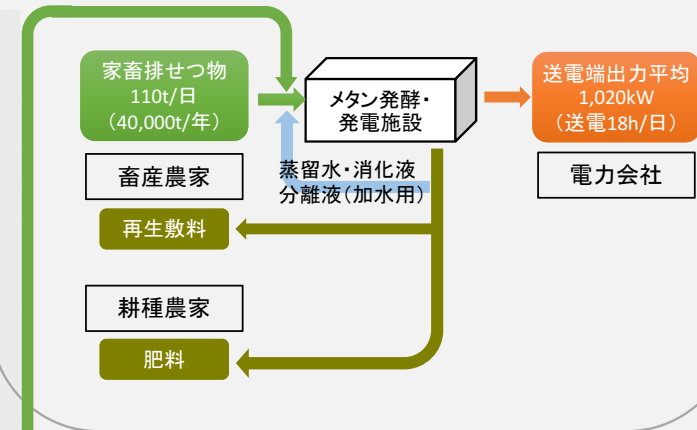 家畜排せつ物
110t/日
(40,000t/年)
メタン発酵・
発電施設
送電端出力平均
1,020kW
(送電18h/日)
畜産農家
蒸留水・消化液
分離液(加水用)
電力会社
再生敷料
耕種農家
肥料